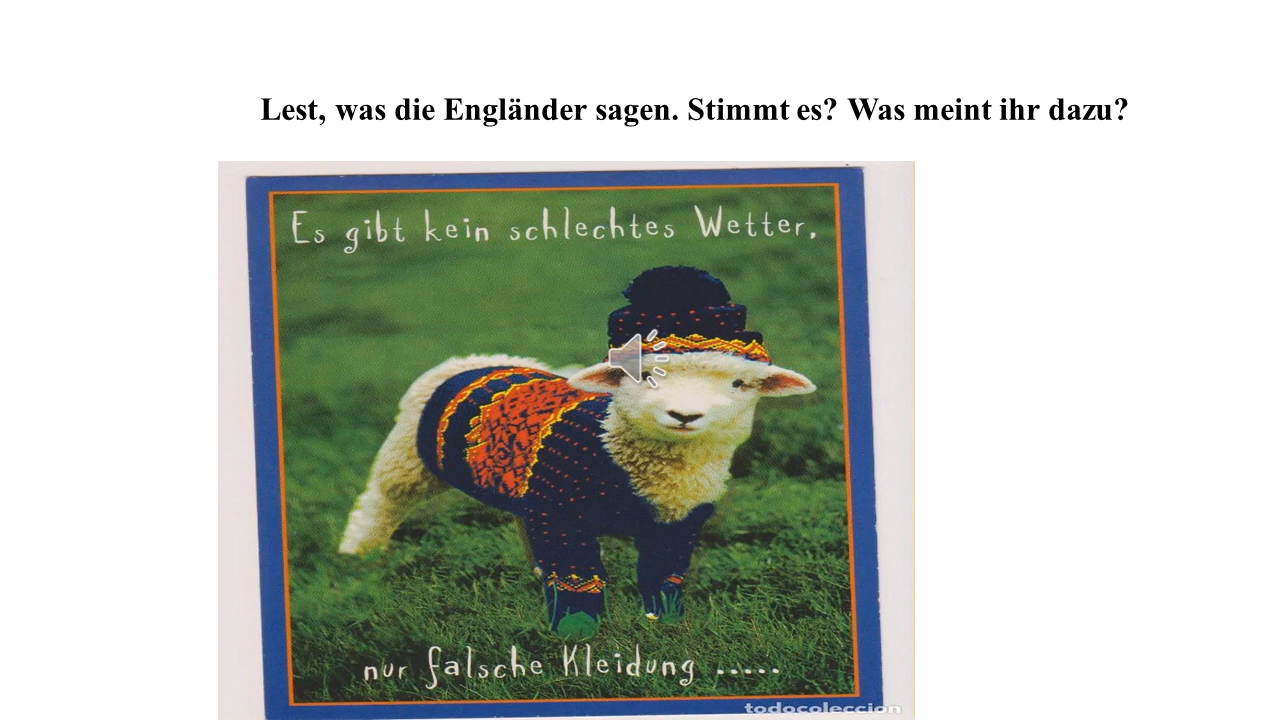 Lest, was die Engländer sagen. Stimmt es? Was meint ihr dazu?
Es gibt kein schlechtes Wetter,
nur falsche Kleidung .....
todocoleccion